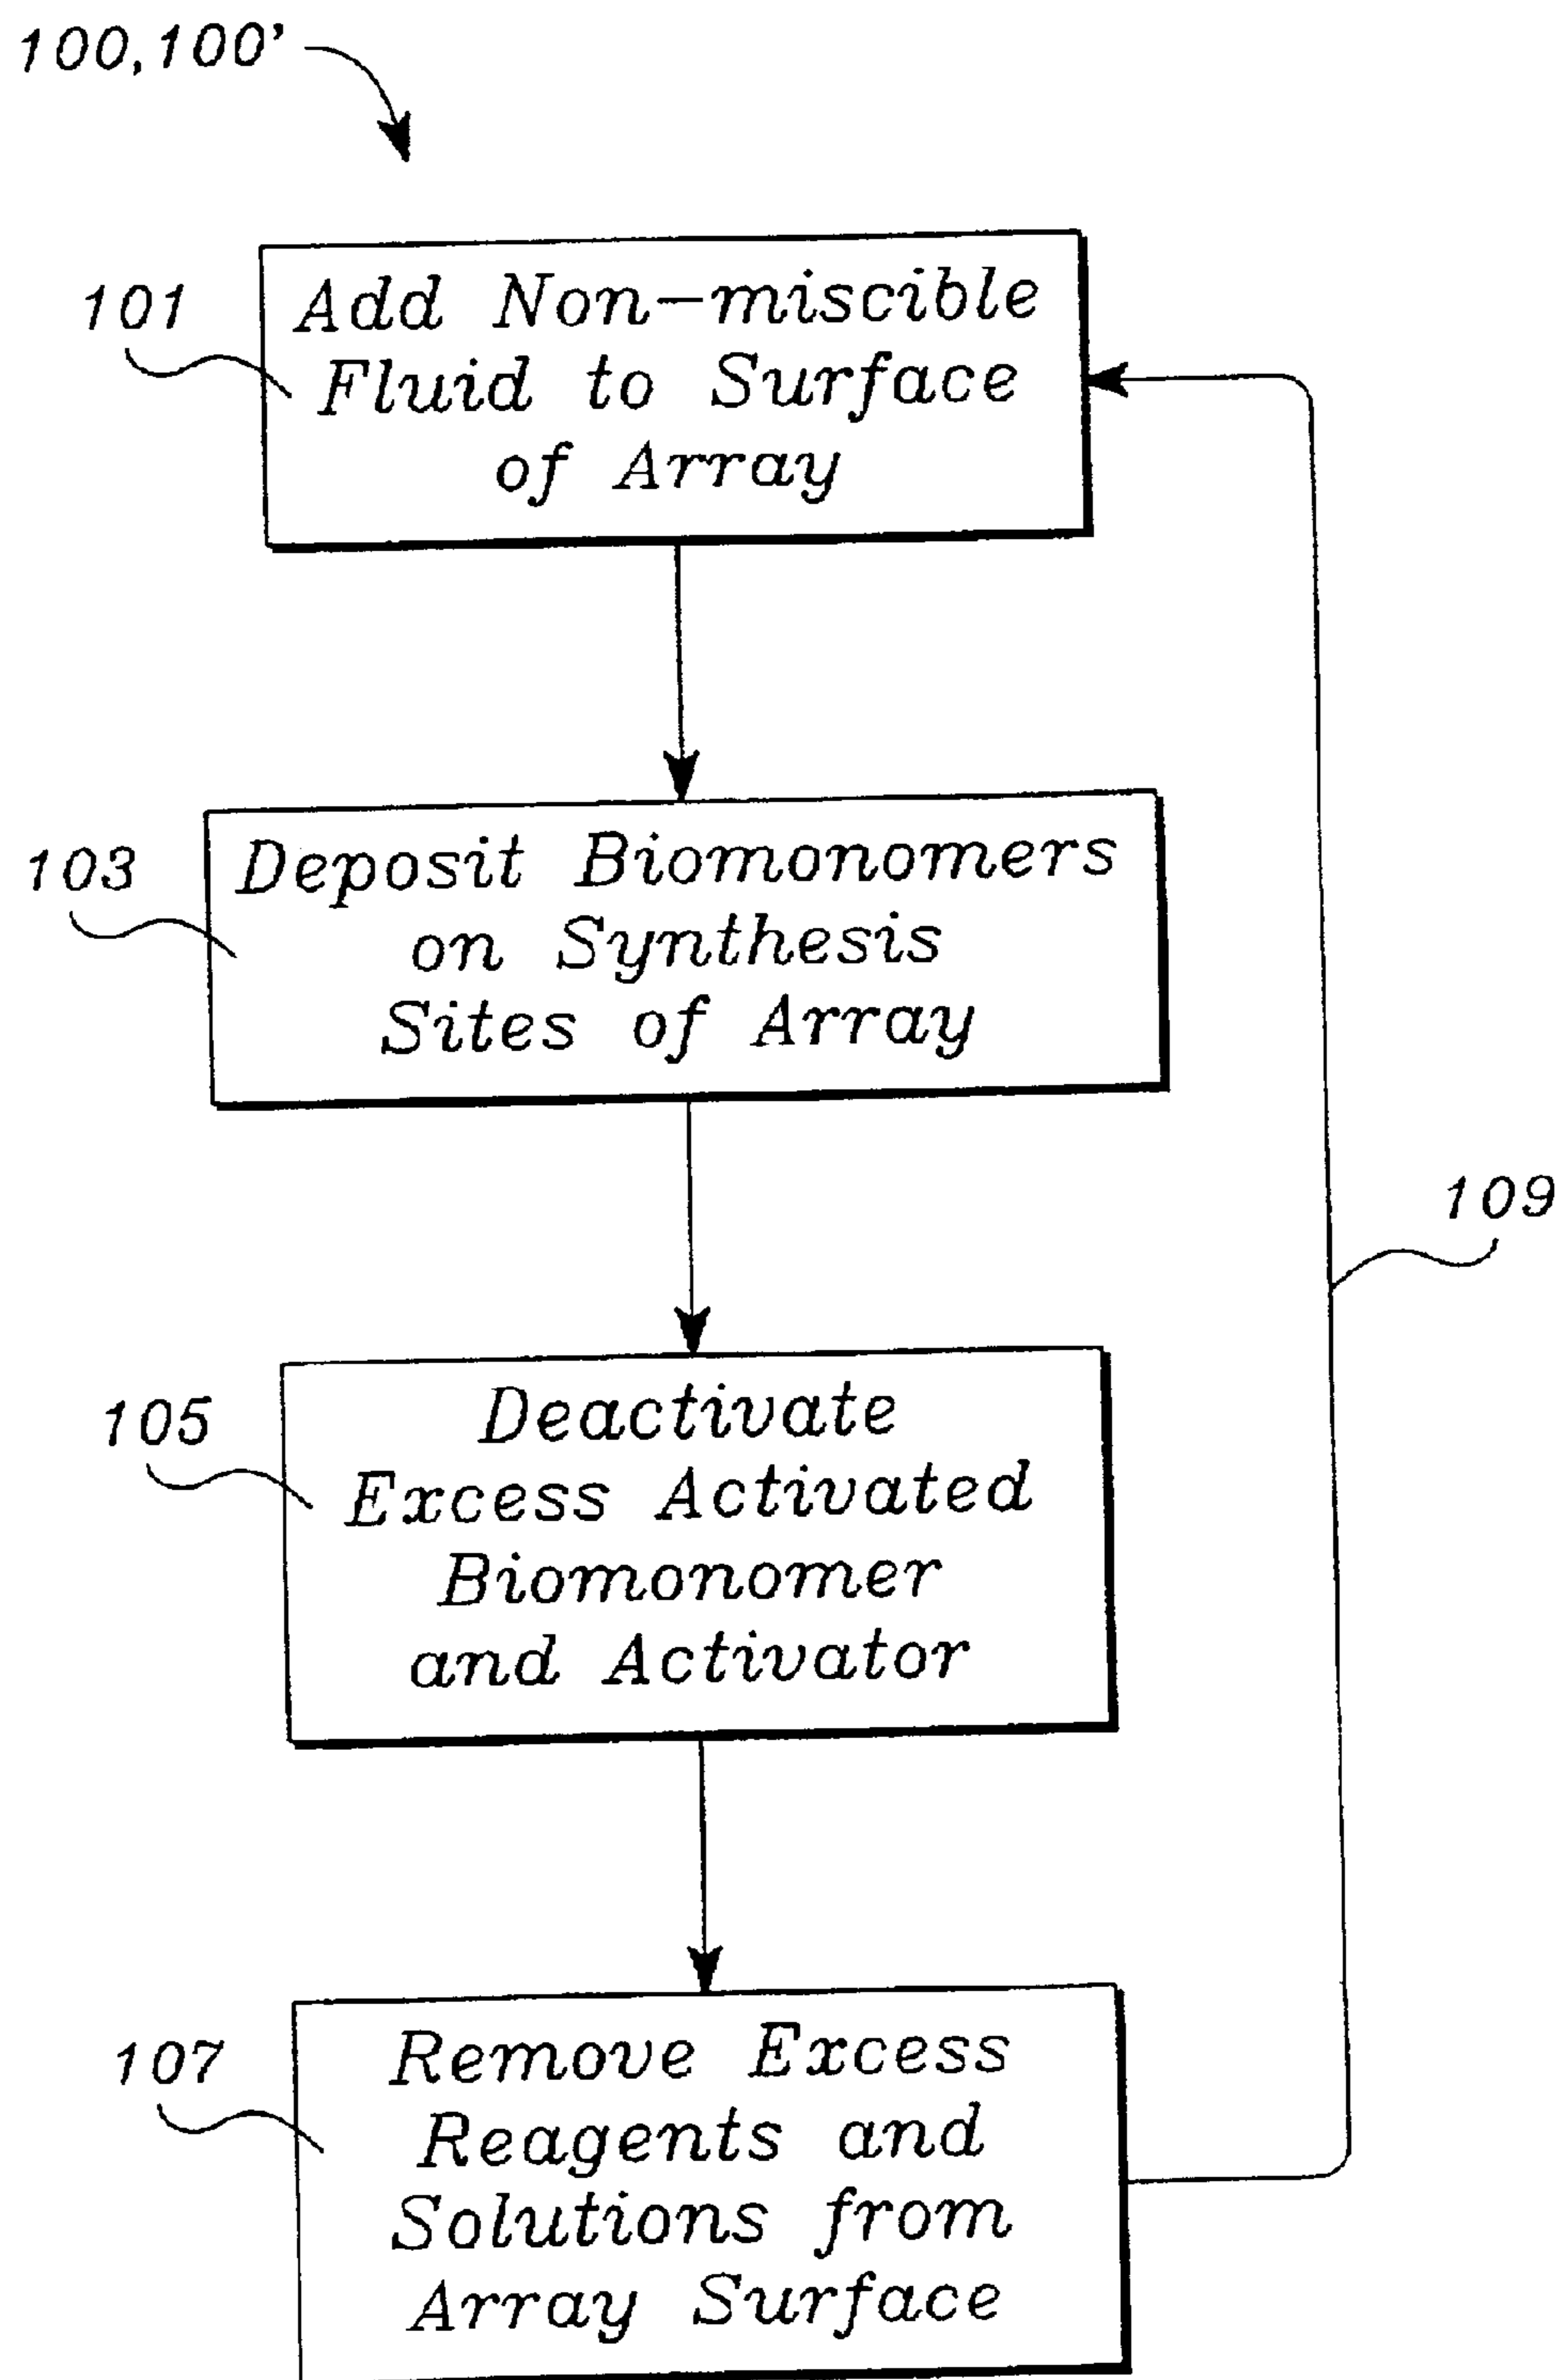 100,100'
101
Add Non-miscible
Fluid to Surface
of Array
103
Deposit Biomonomers
on Synthesis
Sites of Array
109
105
Deactivate
Excess Activated
Biomonomer
and Activator
107
Remove Excess
Reagents and
Solutions from
Array Surface